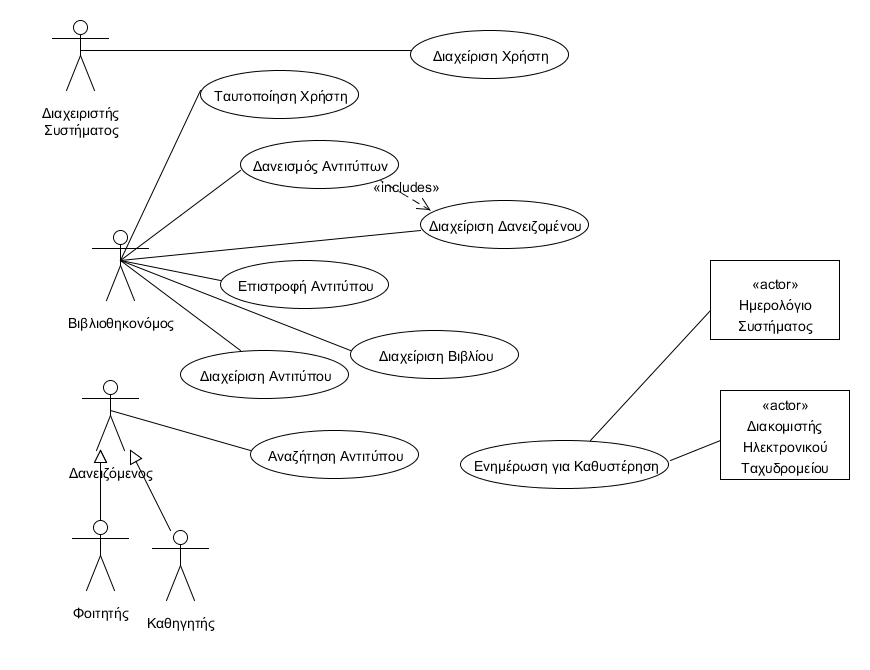 Διαχείριση Χρήστη
Ταυτοποίηση Χρήστη
Διαχειριστής
Συστήματος
Δανεισμός Αντιτύπων
«includes»
Διαχείριση Δανειζομένου
Επιστροφή Αντιτύπου
«actor»
Ημερολόγιο
Συστήματος
Βιβλιοθηκονόμος
Διαχείριση Βιβλίου
Διαχείριση Αντιτύπου
«actor»
Διακομιστής
Ηλεκτρονικού
Ταχυδρομείου
Αναζήτηση Αντιτύπου
Ενημέρωση για Καθυστέρηση
Δανειζόμενος
Φοιτητής
Καθηγητής